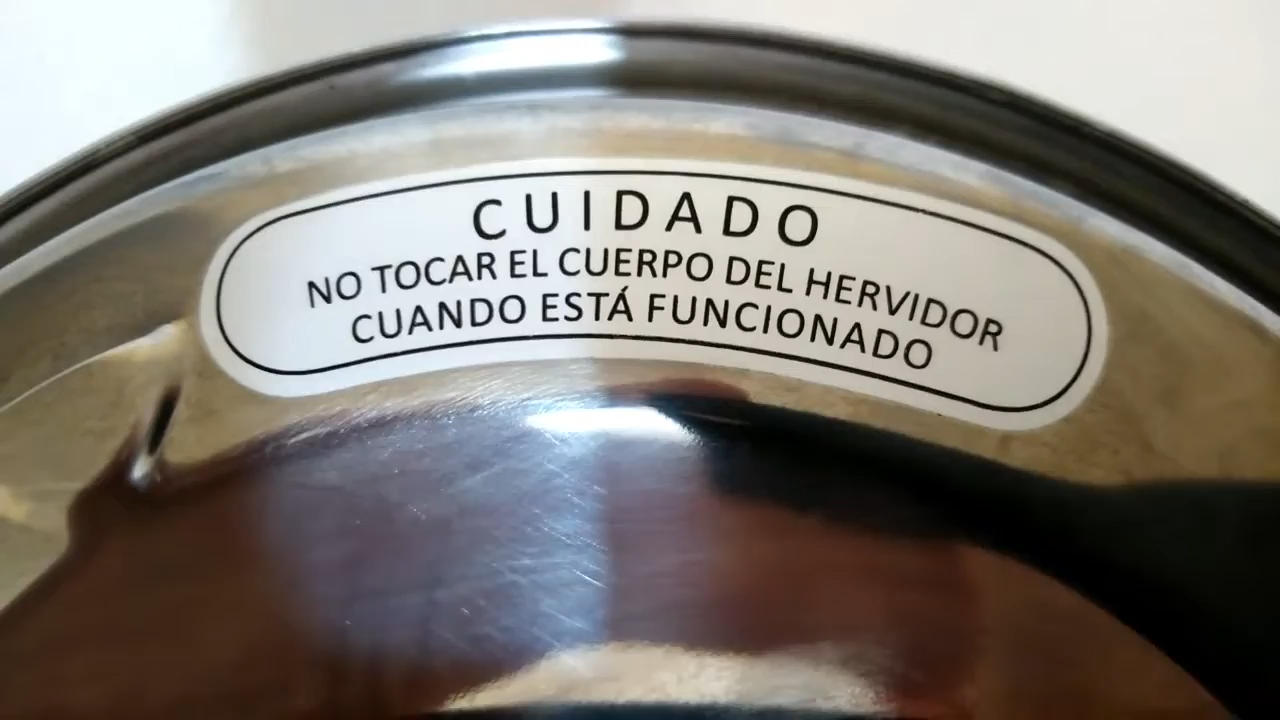 CUIDADO
NO TOCAR EL CUERPO DEL HERVIDOR
CUANDO ESTÁ FUNCIONADO